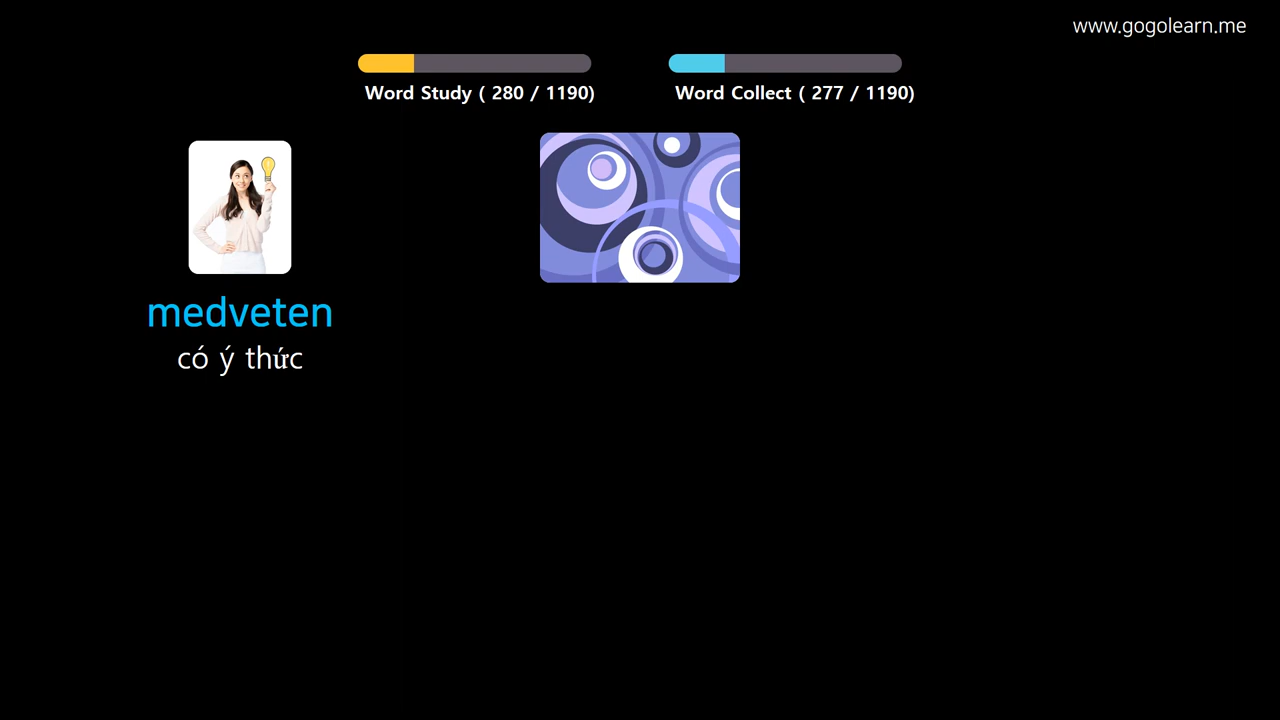 www.gogolearn.me
Word Study ( 280 / 1190)
Word Collect ( 277 / 1190)
medveten
có ý thức